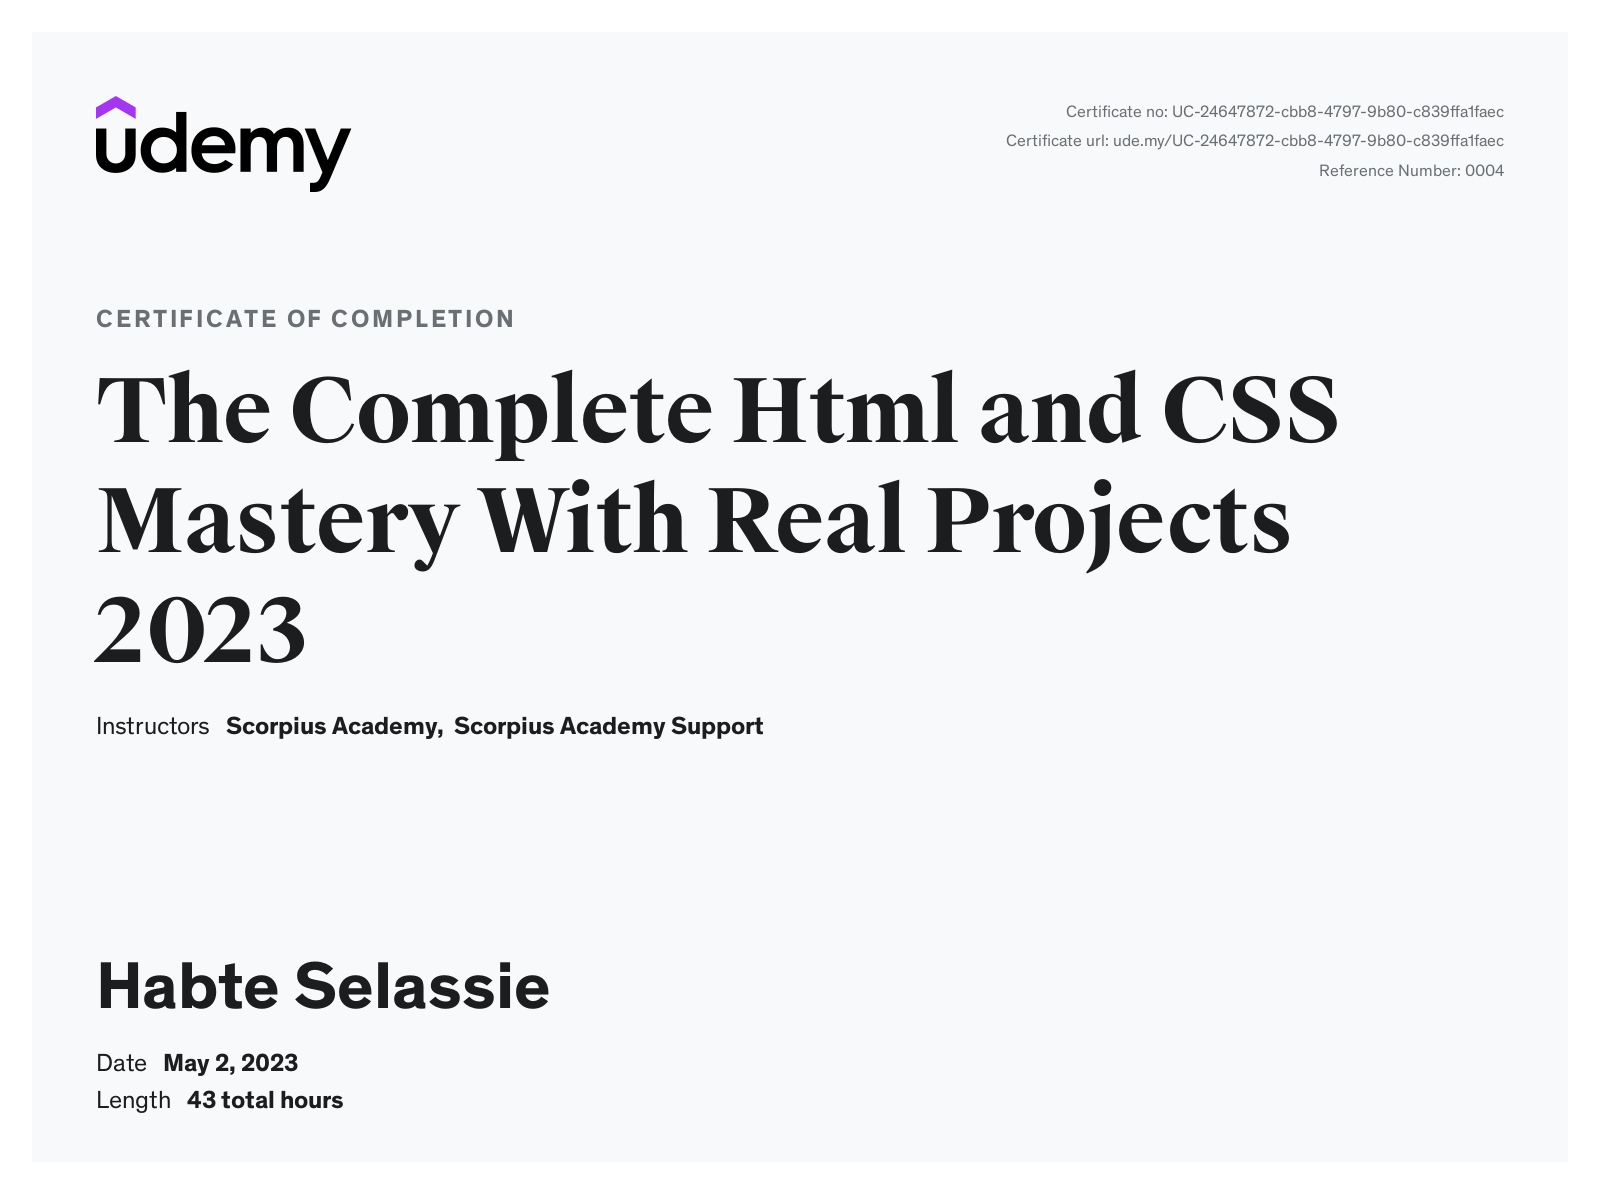 udemy
Certificate no: UC-24647872-cbb8-4797-9b80-c839ffa1faec
Certificate url: ude.my/UC-24647872-cbb8-4797-9b80-c839ffa1faec
Reference Number: 0004
CERTIFICATE OF COMPLETION
The Complete Html and CSS
Mastery With Real Projects
2023
Instructors Scorpius Academy, Scorpius Academy Support
Habte Selassie
Date May 2, 2023
Length 43 total hours